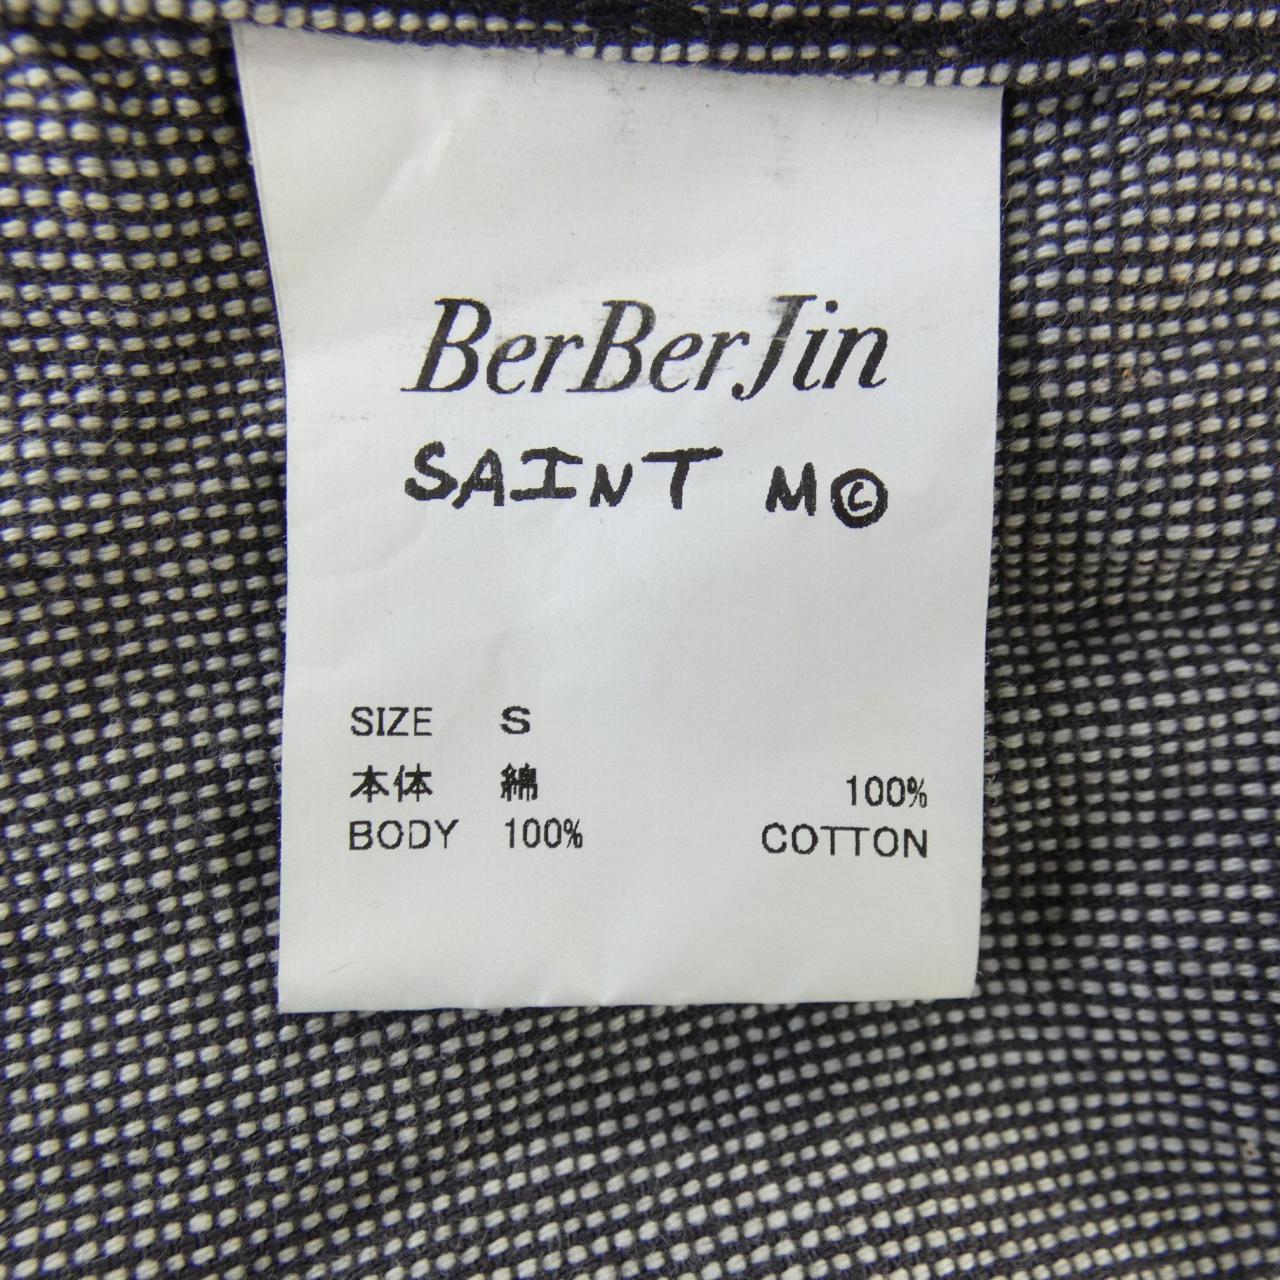 BerBerJin
SAINT M©
SIZE S
本体 綿 100%
BODY 100% COTTON